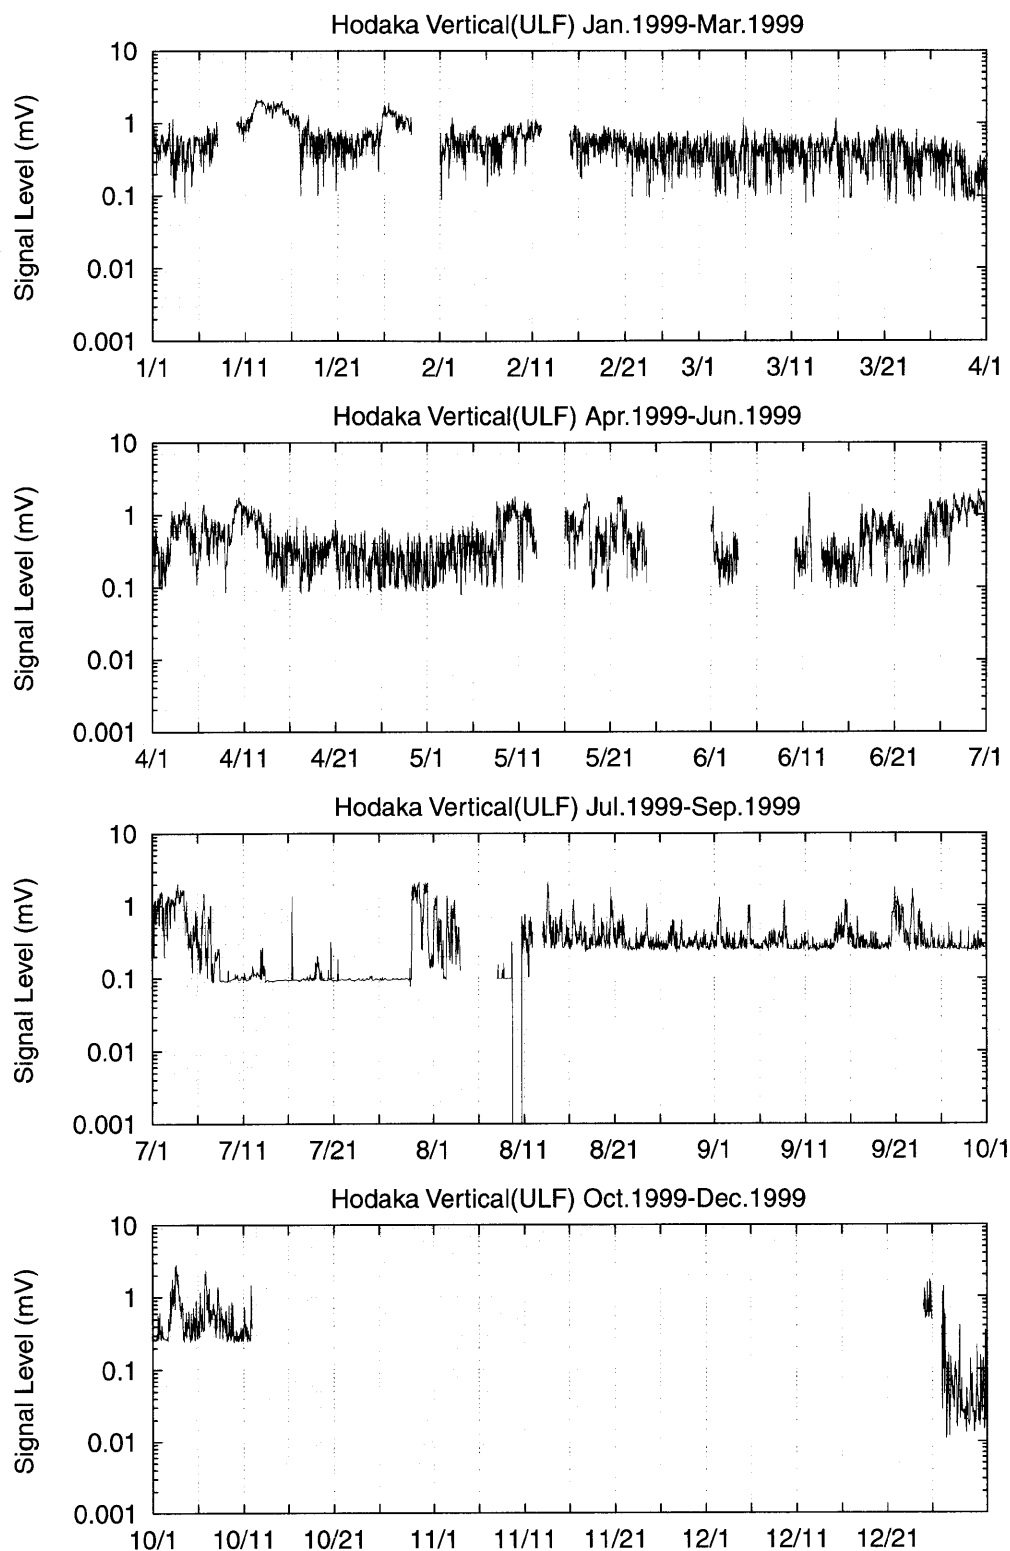 Hodaka Vertical(ULF) Jan.1999-Mar.1999
10
1
0.1
0.01
0.001
Signal Level (mV)
1/1 1/11 1/21 2/1 2/11 2/21 3/1 3/11 3/21 4/1
Hodaka Vertical(ULF) Apr.1999-Jun.1999
10
1
0.1
0.01
0.001
Signal Level (mV)
4/1 4/11 4/21 5/1 5/11 5/21 6/1 6/11 6/21 7/1
Hodaka Vertical(ULF) Jul.1999-Sep.1999
10
1
0.1
0.01
0.001
Signal Level (mV)
7/1 7/11 7/21 8/1 8/11 8/21 9/1 9/11 9/21 10/1
Hodaka Vertical(ULF) Oct.1999-Dec.1999
10
1
0.1
0.01
0.001
Signal Level (mV)
10/1 10/11 10/21 11/1 11/11 11/21 12/1 12/11 12/21